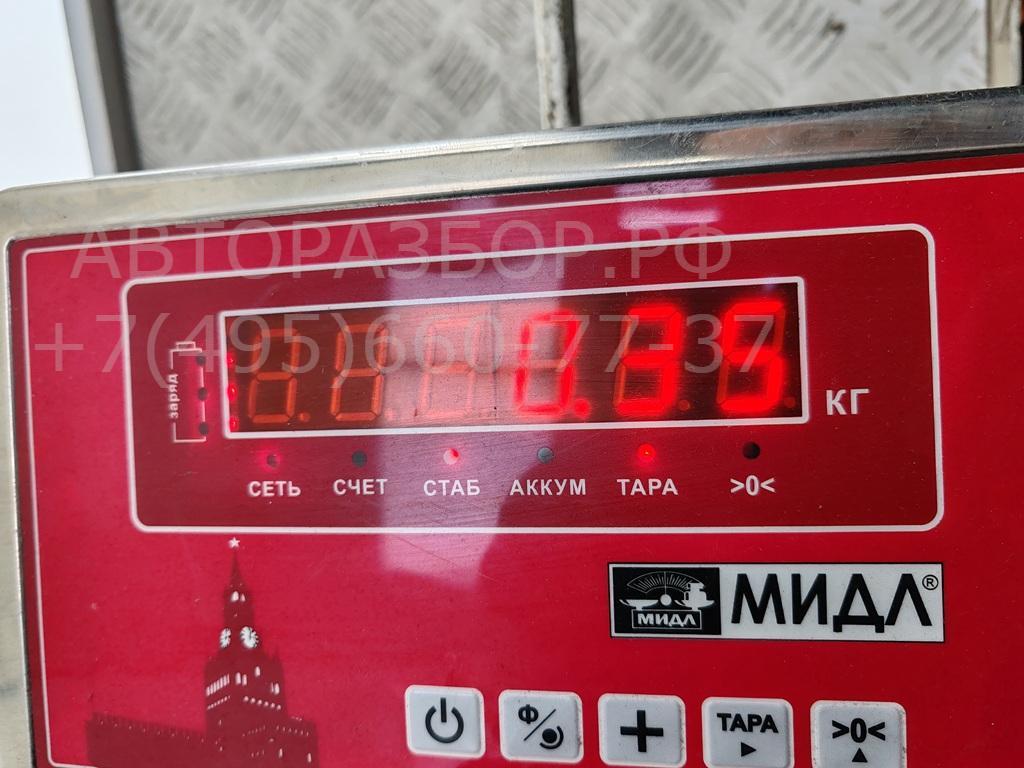 АВТОРАЗБОР.РФ
+7(495)660-77-37
заряд
0.35
КГ
СЕТЬ СЧЕТ СТАБ АККУМ ТАРА >0<
МИДЛ МИДЛ®
Ф ТАРА >0<